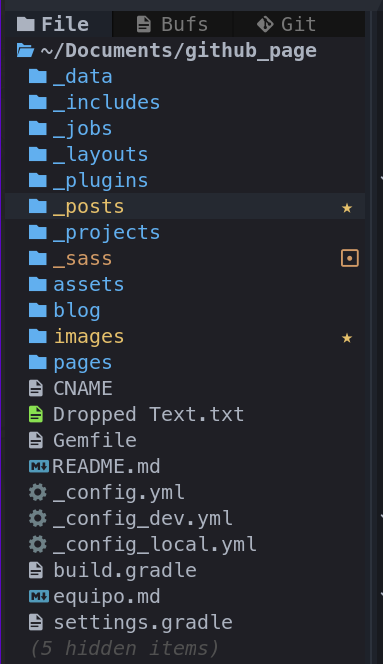 File Bufs Git
~/Documents/github_page
_data
_includes
_jobs
_layouts
_plugins
_posts ★
_projects
_sass
assets
blog
images ★
pages
CNAME
Dropped Text.txt
Gemfile
README.md
_config.yml
_config_dev.yml
_config_local.yml
build.gradle
equipo.md
settings.gradle
(5 hidden items)